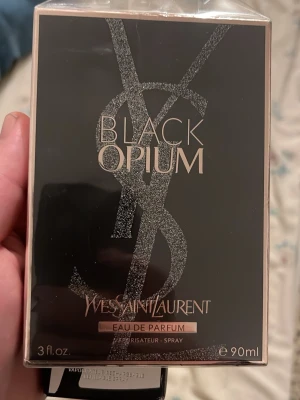 BLACK
OPIUM
YVESSAINTLAURENT
EAU DE PARFUM
VAPORISATEUR - SPRAY
3 fl.oz. ℮ 90ml